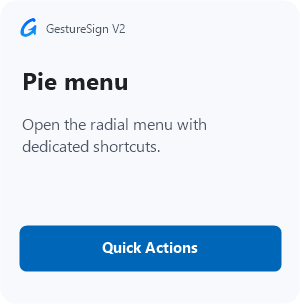 GestureSign V2
Pie menu
Open the radial menu with
dedicated shortcuts.
Quick Actions